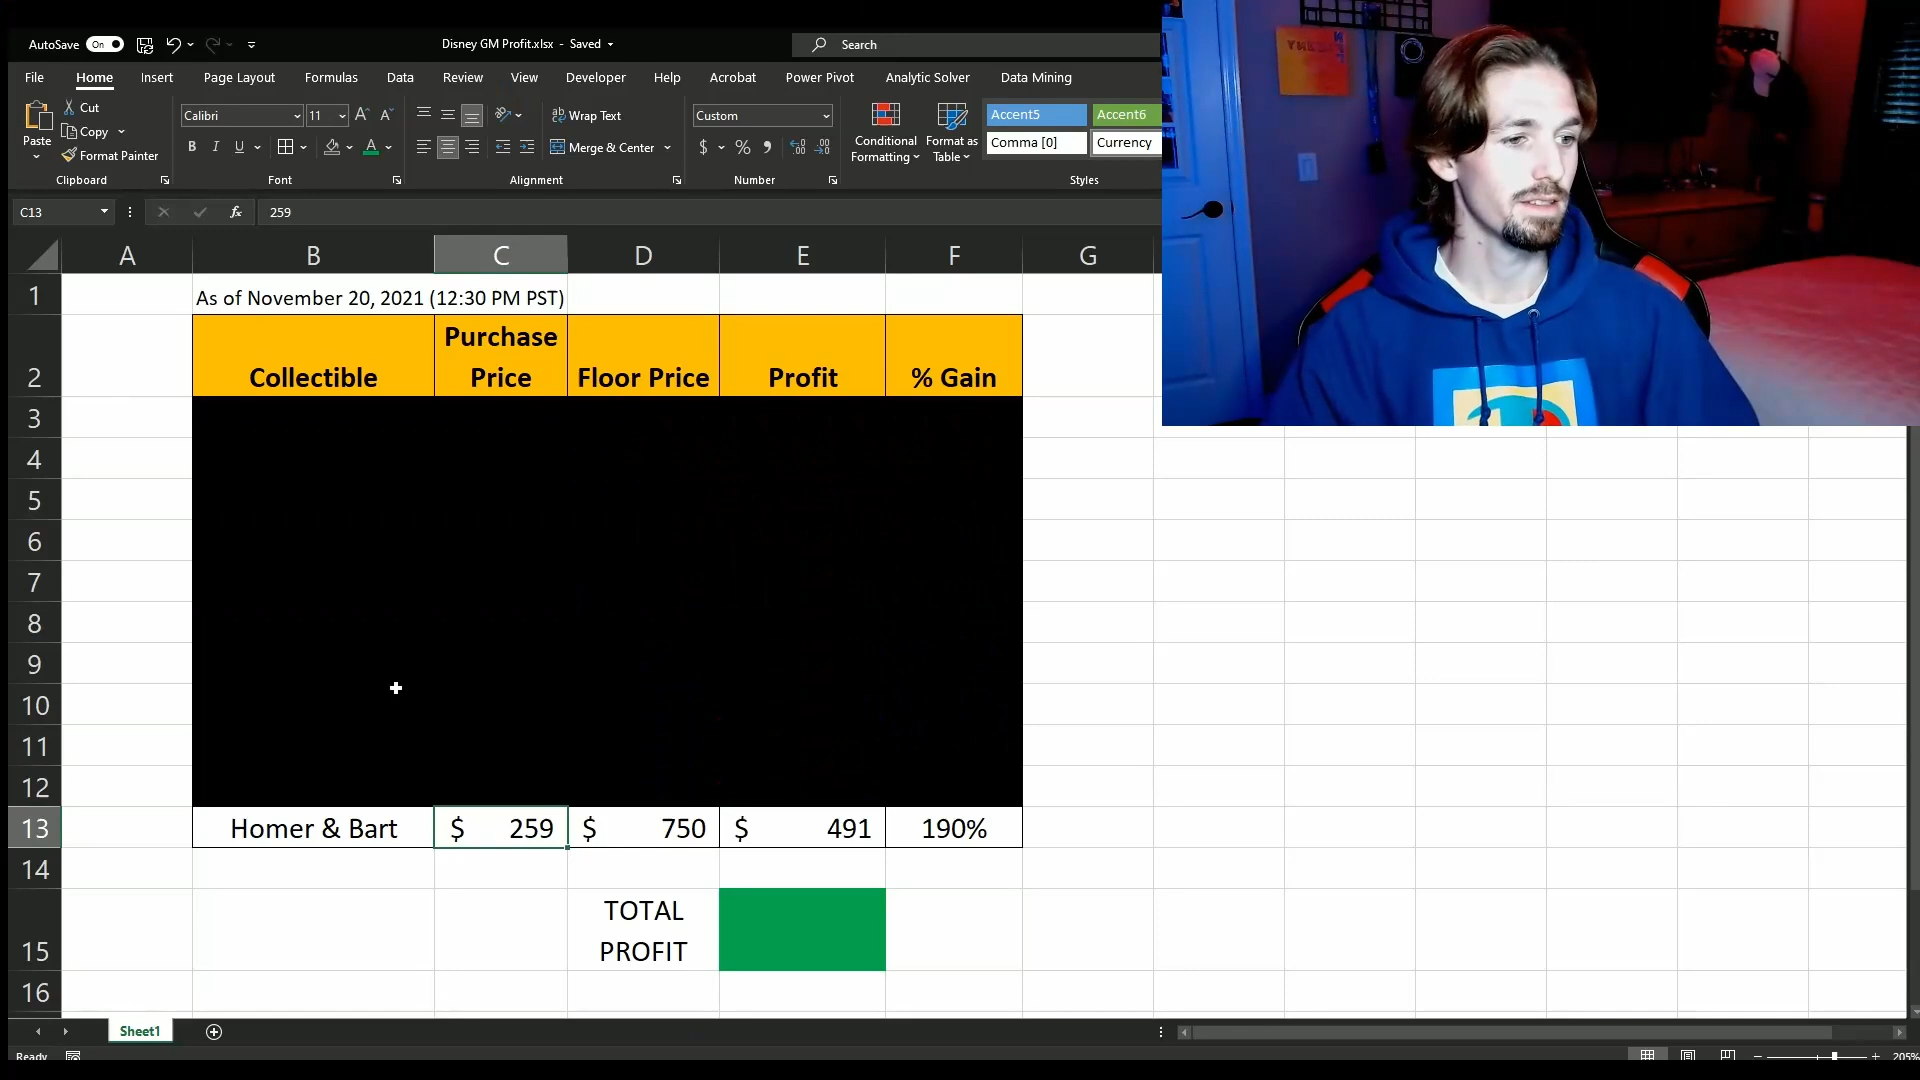 AutoSave On Disney GM Profit.xlsx - Saved Search
File Home Insert Page Layout Formulas Data Review View Developer Help Acrobat Power Pivot Analytic Solver Data Mining
Paste
Cut
Copy
Format Painter
Clipboard
Calibri 11
B I U
Font
Wrap Text
Merge & Center
Alignment
Custom
$ %
Number
Conditional
Formatting
Format as
Table
Accent5 Accent6
Comma [0] Currency
Styles
C13 fx 259
A B C D E F G
1 As of November 20, 2021 (12:30 PM PST)
2 Collectible Purchase Price Floor Price Profit % Gain
3
4
5
6
7
8
9
10
11
12
13 Homer & Bart $ 259 $ 750 $ 491 190%
14
15 TOTAL PROFIT
16
Sheet1
Ready 205%